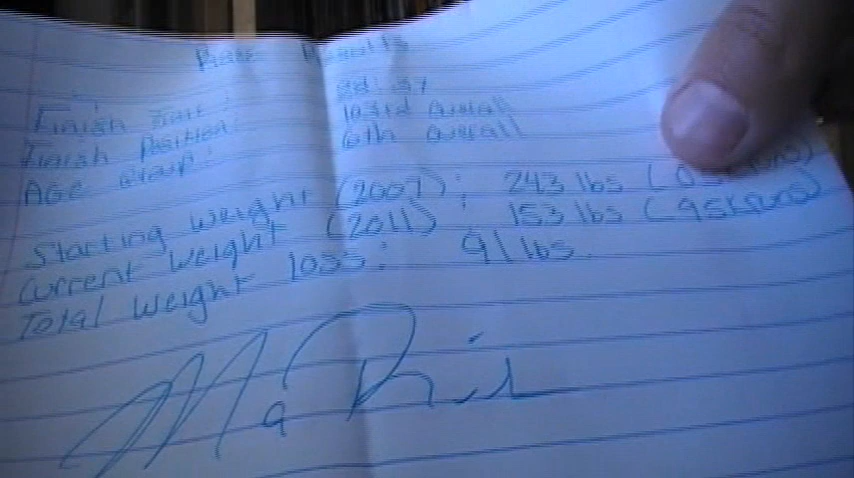 Race Results
Finish Time: 37
Finish Position: 103rd overall
Age Group: 6th overall
Starting weight (2007): 243 lbs (
Current weight (2011) 153 lbs (95ksuns)
Total weight loss: 91 lbs.